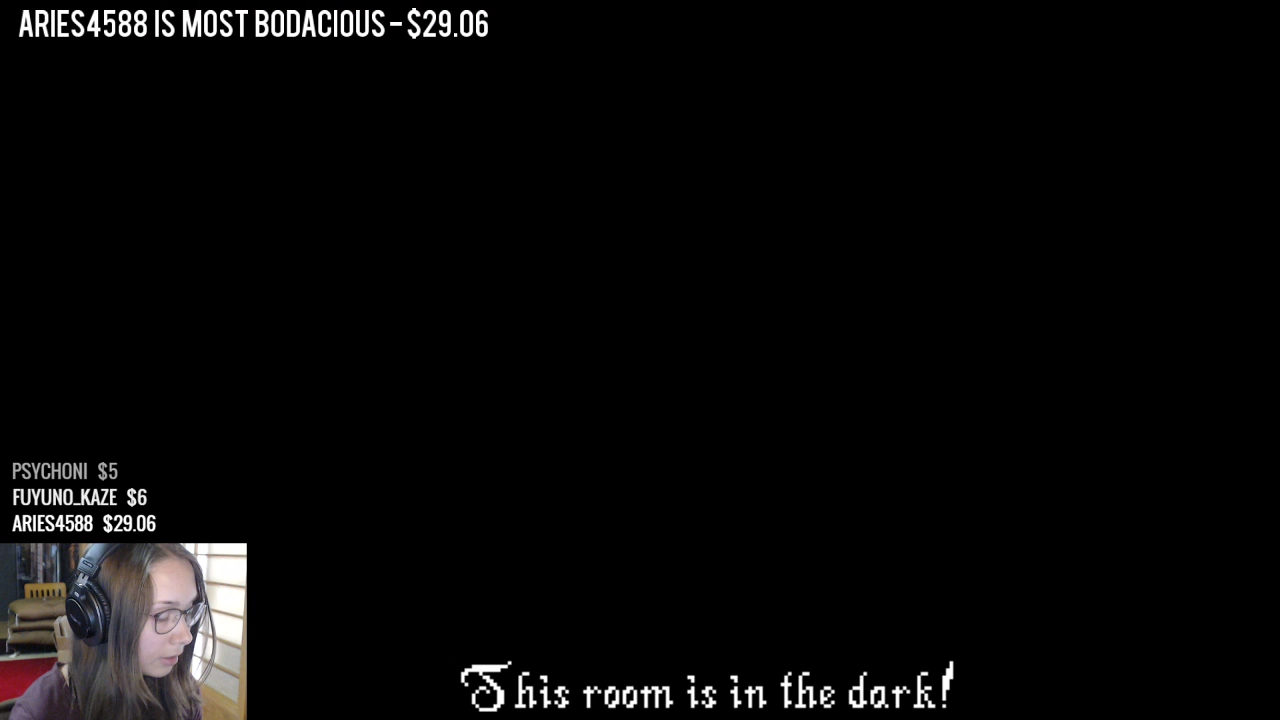 ARIES4588 IS MOST BODACIOUS - $29.06
PSYCHONI $5
FUYUNO_KAZE $6
ARIES4588 $29.06
This room is in the dark!